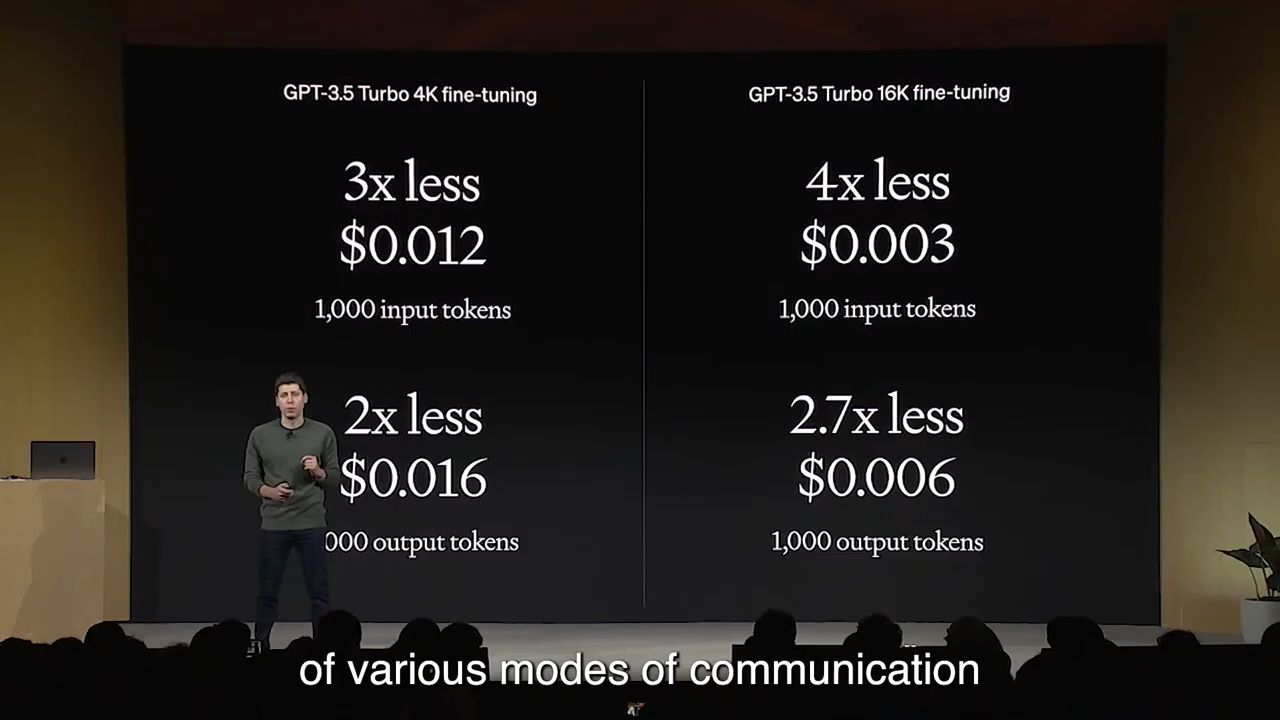 GPT-3.5 Turbo 4K fine-tuning
3x less
$0.012
1,000 input tokens
2x less
$0.016
000 output tokens
GPT-3.5 Turbo 16K fine-tuning
4x less
$0.003
1,000 input tokens
2.7x less
$0.006
1,000 output tokens
of various modes of communication